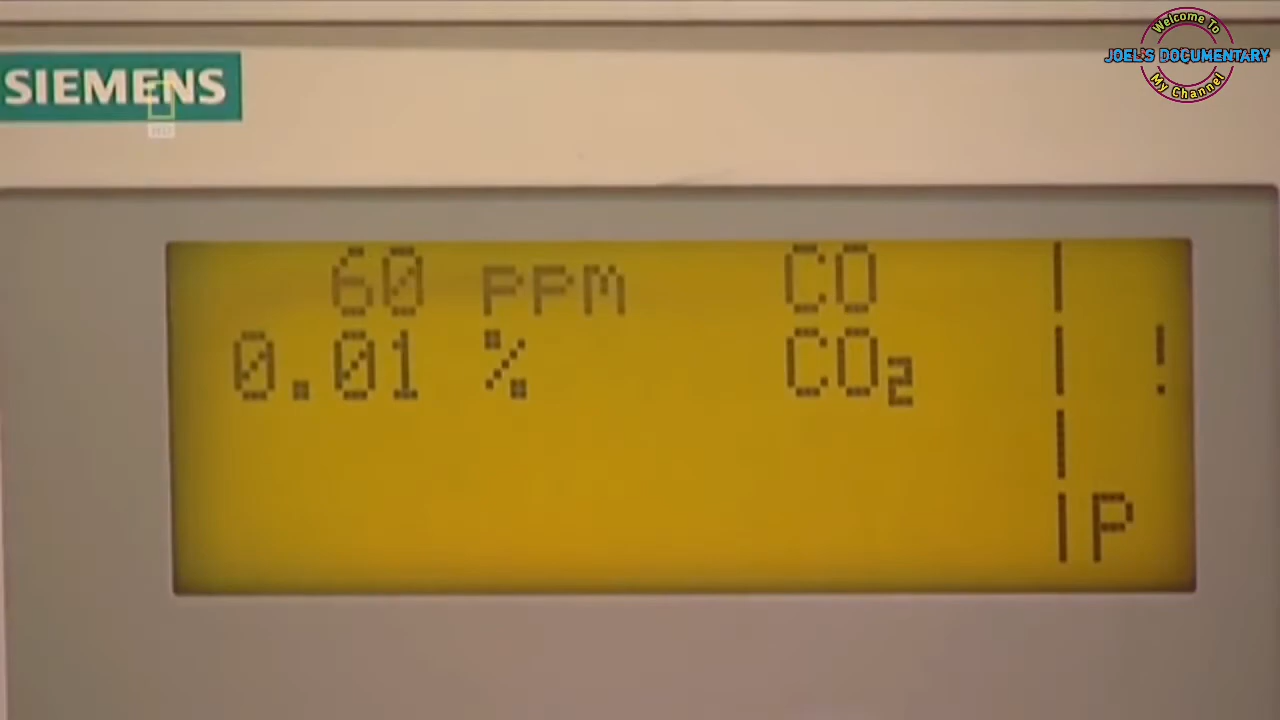 SIEMENS
Welcome To
JOEL'S DOCUMENTARY
My Channel
60 ppm CO |
0.01 % CO₂ | !
|
| P